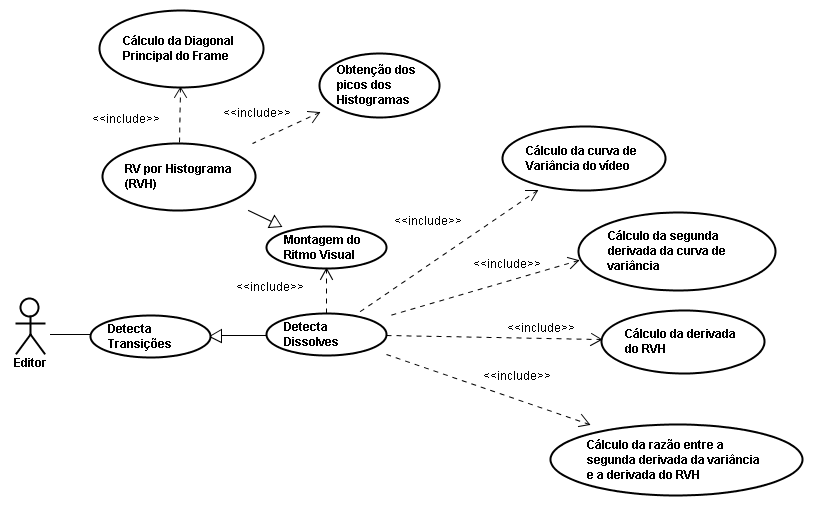 Cálculo da Diagonal
Principal do Frame
Obtenção dos
picos dos
Histogramas
<<include>>
<<include>>
RV por Histograma
(RVH)
Cálculo da curva de
Variância do vídeo
<<include>>
Montagem do
Ritmo Visual
Cálculo da segunda
derivada da curva de
variância
<<include>>
<<include>>
Detecta
Transições
Detecta
Dissolves
<<include>>
Cálculo da derivada
do RVH
Editor
<<include>>
Cálculo da razão entre a
segunda derivada da variância
e a derivada do RVH